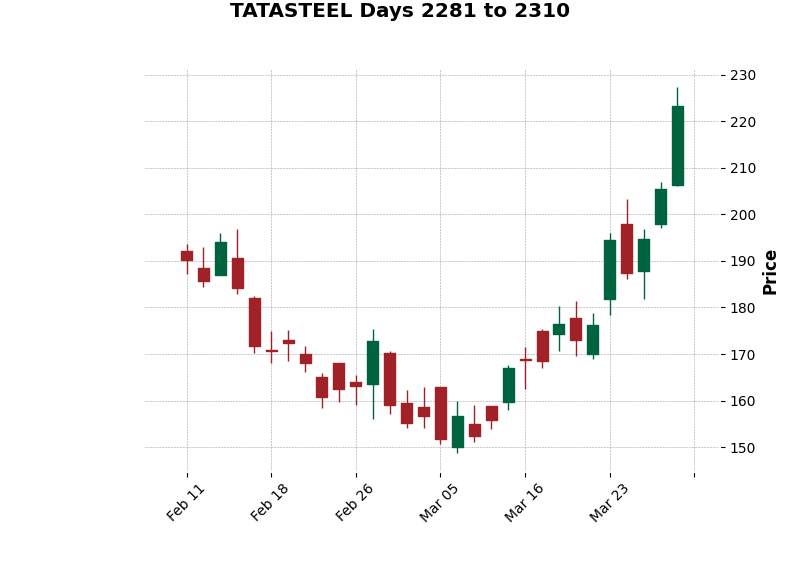 TATASTEEL Days 2281 to 2310
230
220
210
200
190
180
170
160
150
Price
Feb 11
Feb 18
Feb 26
Mar 05
Mar 16
Mar 23